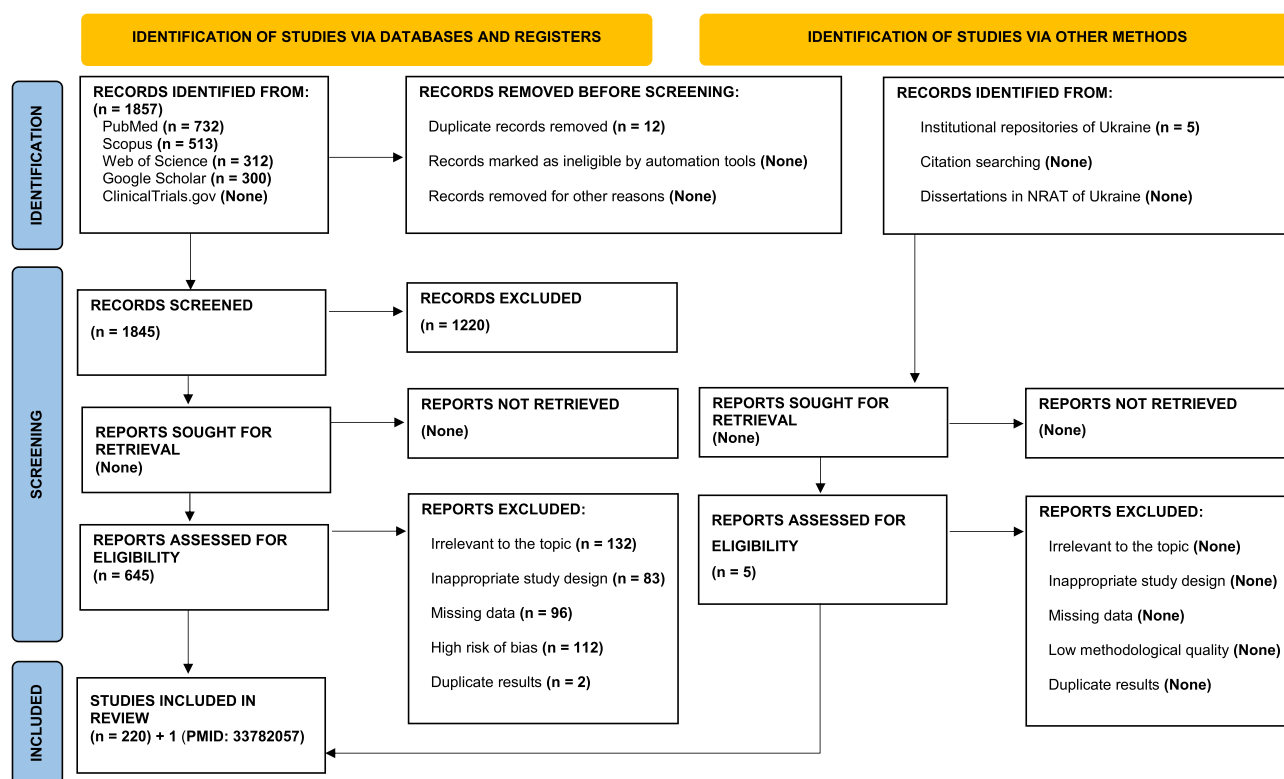 IDENTIFICATION OF STUDIES VIA DATABASES AND REGISTERS
IDENTIFICATION OF STUDIES VIA OTHER METHODS
IDENTIFICATION
RECORDS IDENTIFIED FROM:
(n = 1857)
PubMed (n = 732)
Scopus (n = 513)
Web of Science (n = 312)
Google Scholar (n = 300)
ClinicalTrials.gov (None)
RECORDS REMOVED BEFORE SCREENING:
Duplicate records removed (n = 12)
Records marked as ineligible by automation tools (None)
Records removed for other reasons (None)
RECORDS IDENTIFIED FROM:
Institutional repositories of Ukraine (n = 5)
Citation searching (None)
Dissertations in NRAT of Ukraine (None)
SCREENING
RECORDS SCREENED
(n = 1845)
RECORDS EXCLUDED
(n = 1220)
REPORTS SOUGHT FOR
RETRIEVAL
(None)
REPORTS NOT RETRIEVED
(None)
REPORTS SOUGHT FOR
RETRIEVAL
(None)
REPORTS NOT RETRIEVED
(None)
REPORTS ASSESSED FOR
ELIGIBILITY
(n = 645)
REPORTS EXCLUDED:
Irrelevant to the topic (n = 132)
Inappropriate study design (n = 83)
Missing data (n = 96)
High risk of bias (n = 112)
Duplicate results (n = 2)
REPORTS ASSESSED FOR
ELIGIBILITY
(n = 5)
REPORTS EXCLUDED:
Irrelevant to the topic (None)
Inappropriate study design (None)
Missing data (None)
Low methodological quality (None)
Duplicate results (None)
INCLUDED
STUDIES INCLUDED IN
REVIEW
(n = 220) + 1 (PMID: 33782057)